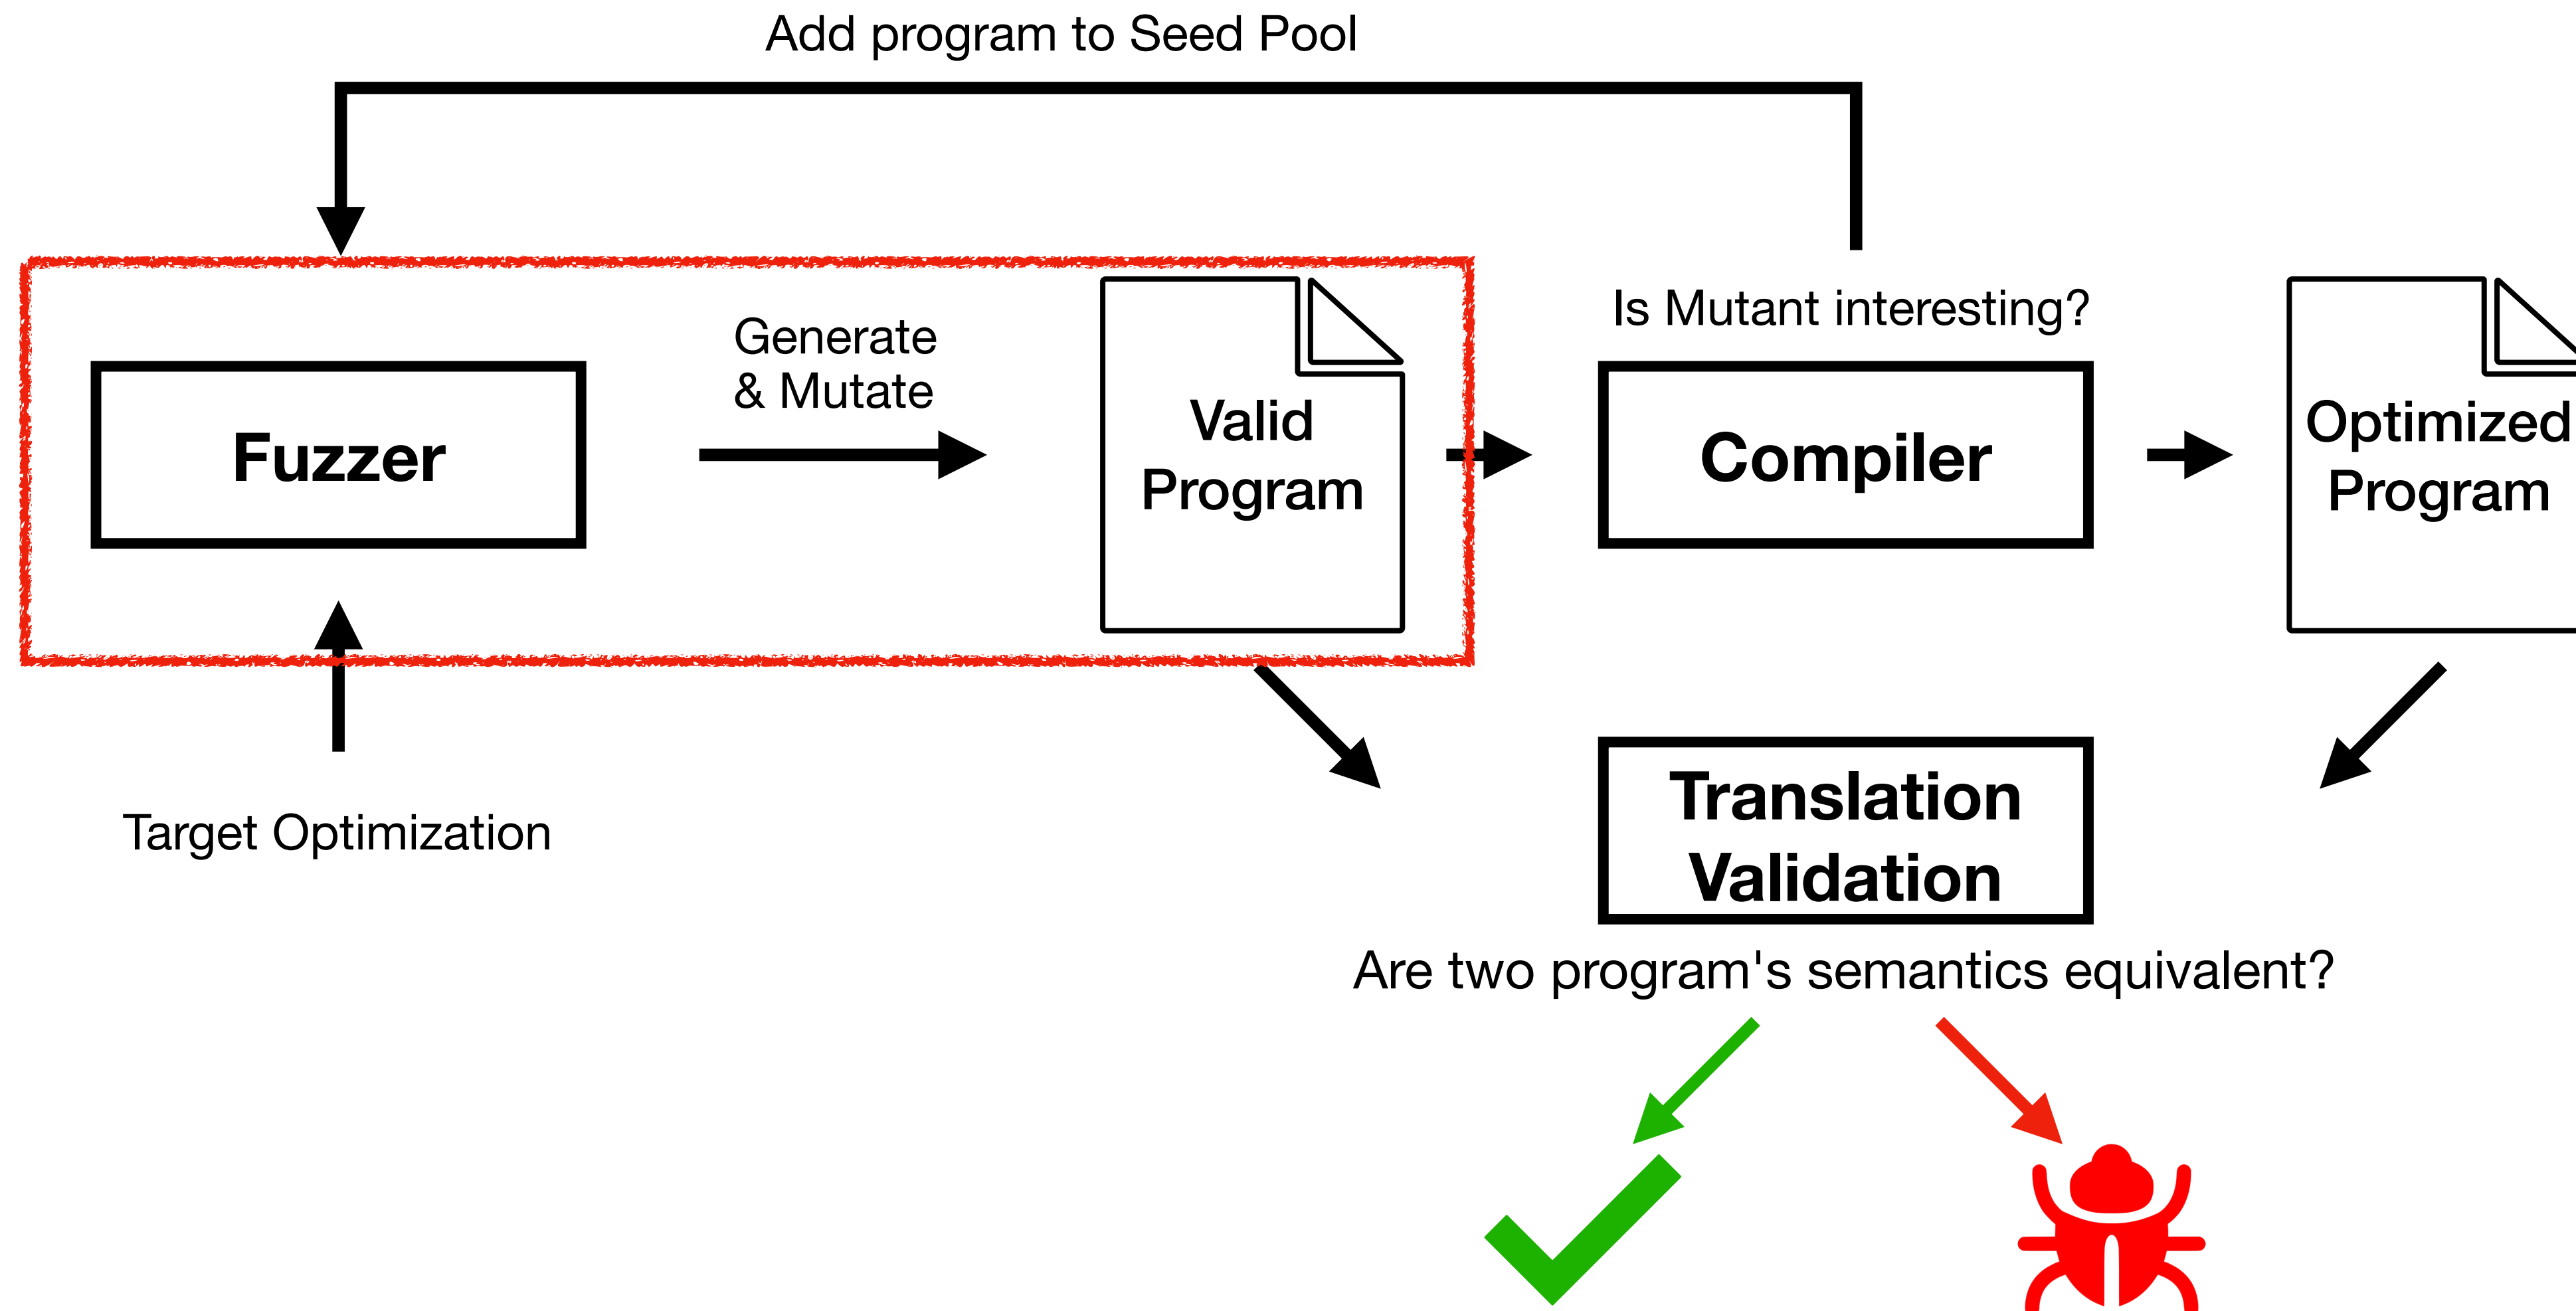 Add program to Seed Pool
Is Mutant interesting?
Generate
& Mutate
Fuzzer
Valid
Program
Compiler
Optimized
Program
Target Optimization
Translation
Validation
Are two program's semantics equivalent?